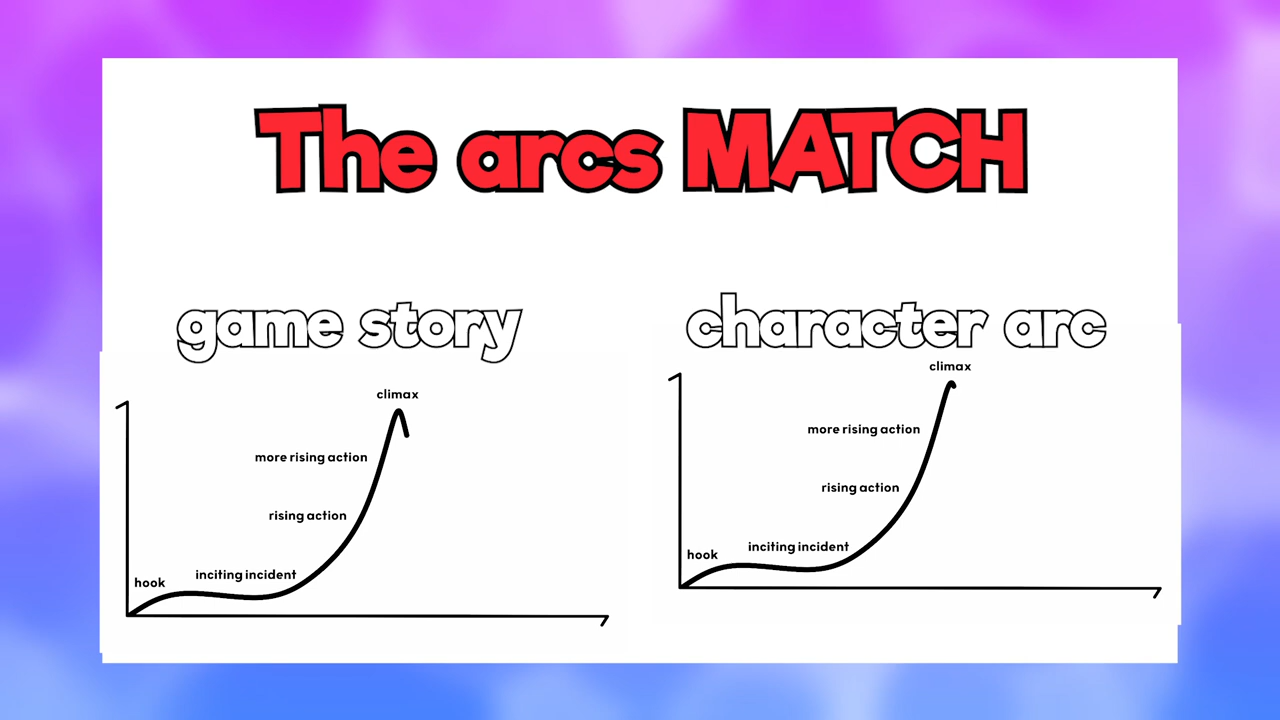 The arcs MATCH
game story
climax
more rising action
rising action
inciting incident
hook
character arc
climax
more rising action
rising action
inciting incident
hook